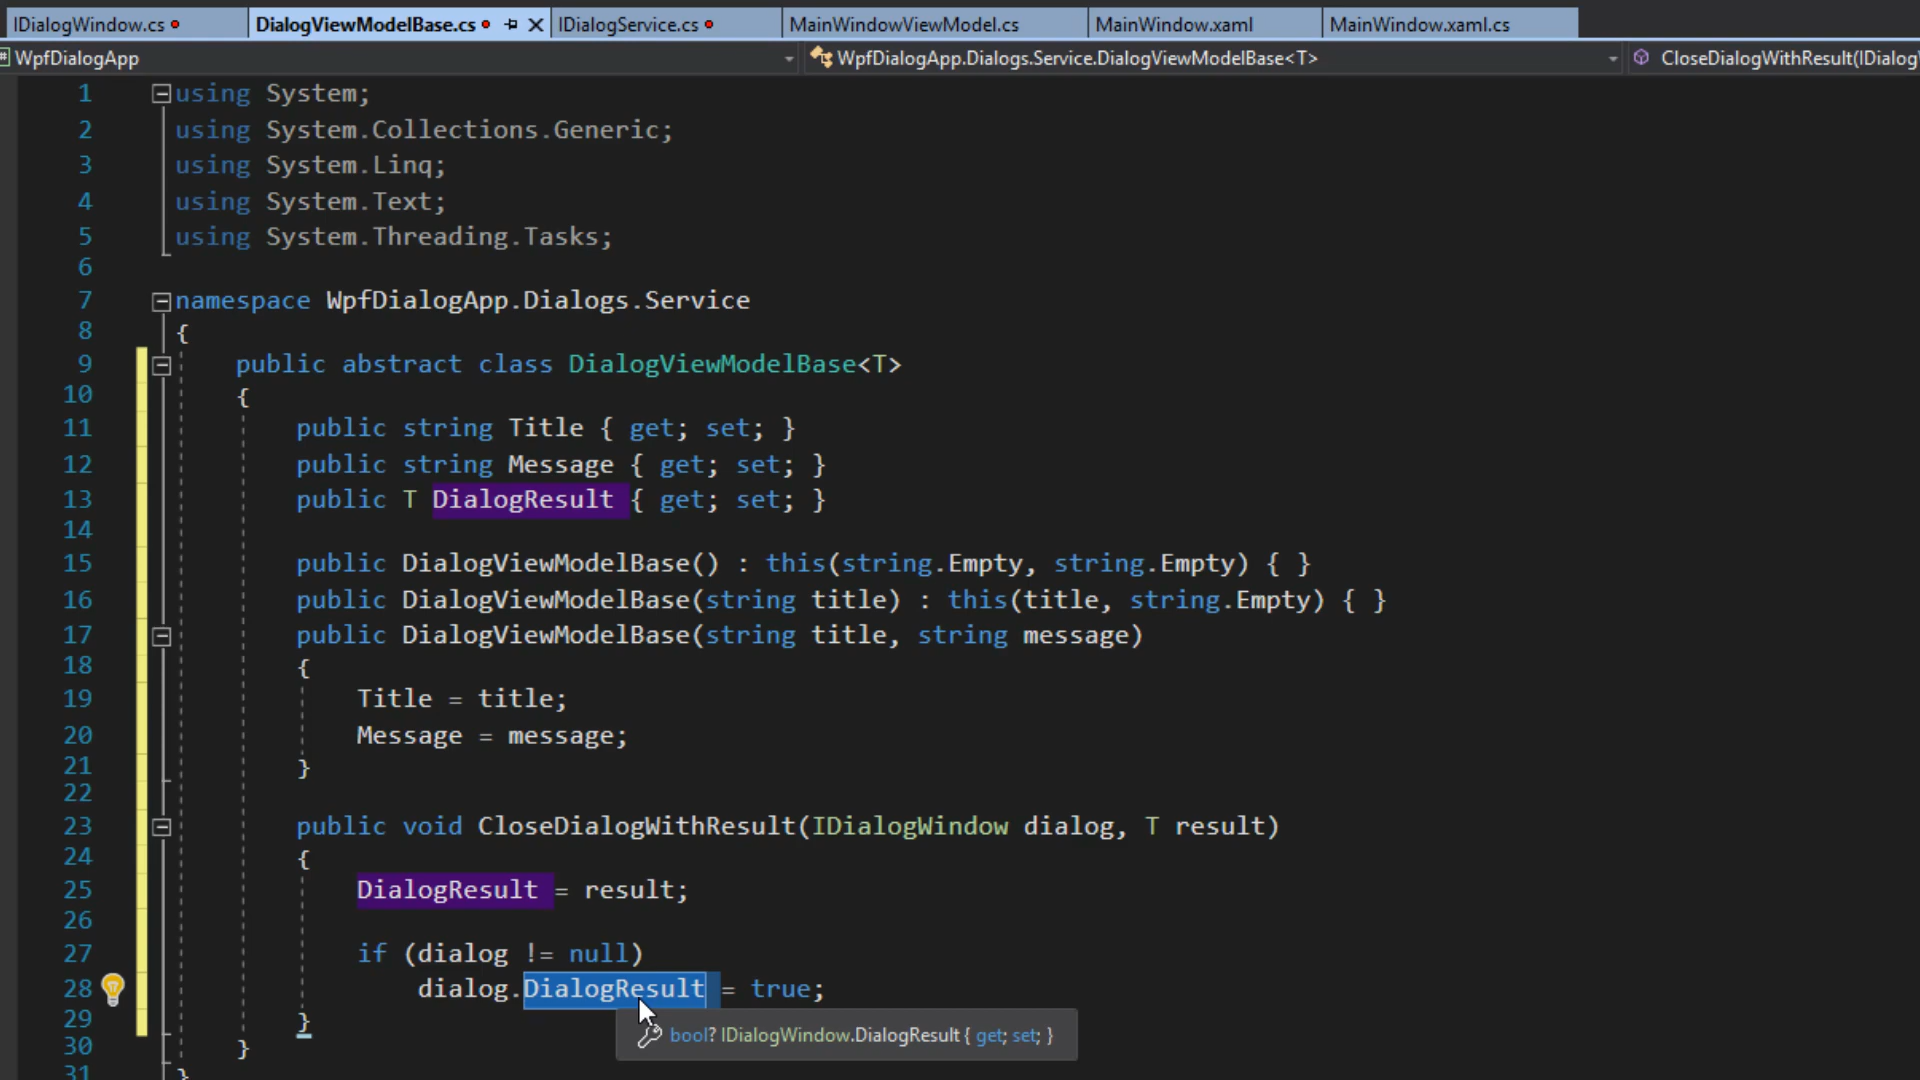 IDialogWindow.cs DialogViewModelBase.cs IDialogService.cs MainWindowViewModel.cs MainWindow.xaml MainWindow.xaml.cs
WpfDialogApp WpfDialogApp.Dialogs.Service.DialogViewModelBase<T> CloseDialogWithResult(IDialog
1 using System;
2 using System.Collections.Generic;
3 using System.Linq;
4 using System.Text;
5 using System.Threading.Tasks;
6
7 namespace WpfDialogApp.Dialogs.Service
8 {
9 public abstract class DialogViewModelBase<T>
10 {
11 public string Title { get; set; }
12 public string Message { get; set; }
13 public T DialogResult { get; set; }
14
15 public DialogViewModelBase() : this(string.Empty, string.Empty) { }
16 public DialogViewModelBase(string title) : this(title, string.Empty) { }
17 public DialogViewModelBase(string title, string message)
18 {
19 Title = title;
20 Message = message;
21 }
22
23 public void CloseDialogWithResult(IDialogWindow dialog, T result)
24 {
25 DialogResult = result;
26
27 if (dialog != null)
28 dialog.DialogResult = true;
29 }
bool? IDialogWindow.DialogResult { get; set; }
30 }
31 }